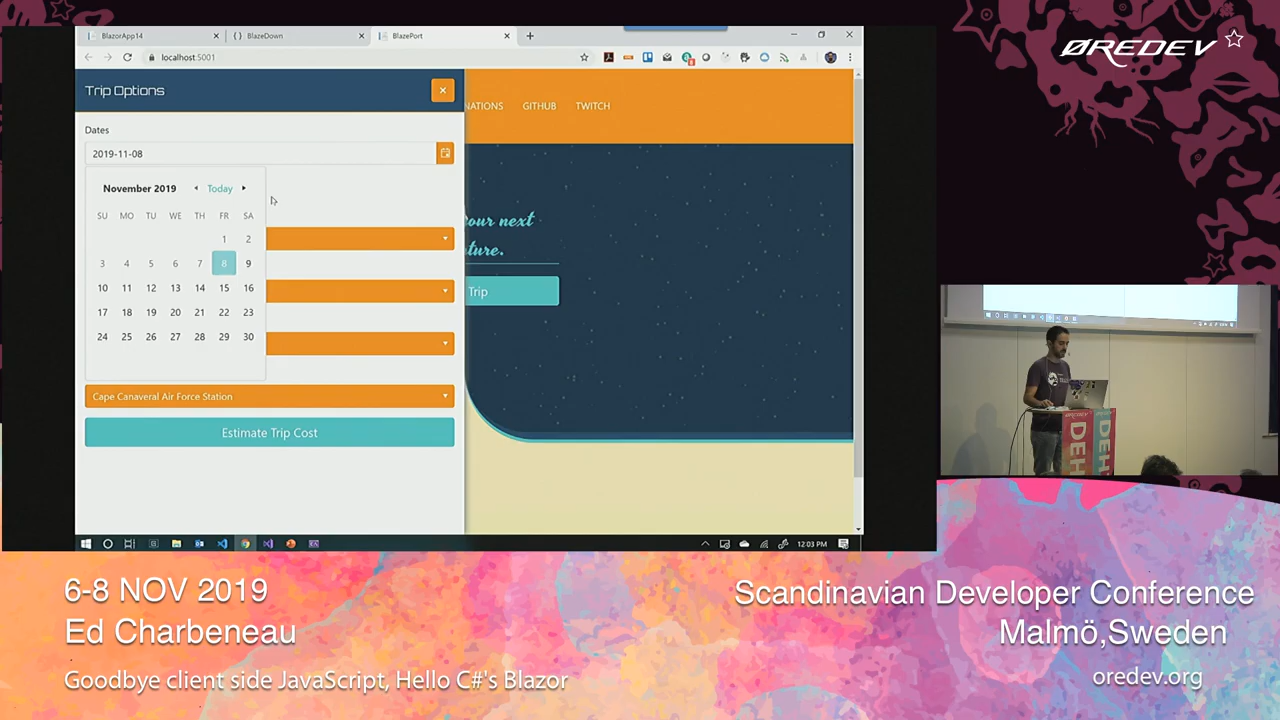 BlazorApp14
{ } BlazeDown
BlazePort
localhost:5001
ØREDEV
Trip Options
NATIONS
GITHUB
TWITCH
Dates
2019-11-08
November 2019
Today
SU MO TU WE TH FR SA
1 2
3 4 5 6 7 8 9
10 11 12 13 14 15 16
17 18 19 20 21 22 23
24 25 26 27 28 29 30
our next
ture.
Trip
Cape Canaveral Air Force Station
Estimate Trip Cost
12:03 PM
6-8 NOV 2019
Ed Charbeneau
Goodbye client side JavaScript, Hello C#'s Blazor
Scandinavian Developer Conference
Malmö,Sweden
oredev.org